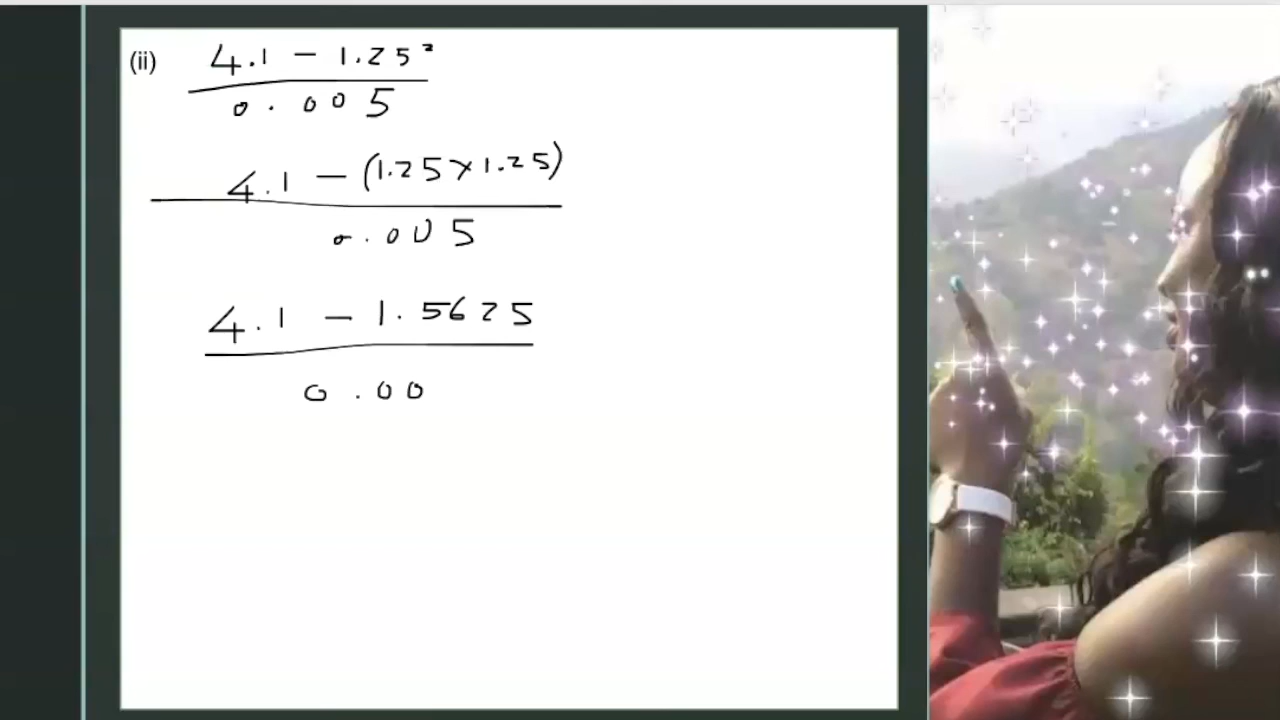 (ii) 4.1 – 1.25²
0.005
4.1 – (1.25×1.25)
0.005
4.1 – 1.5625
0.00